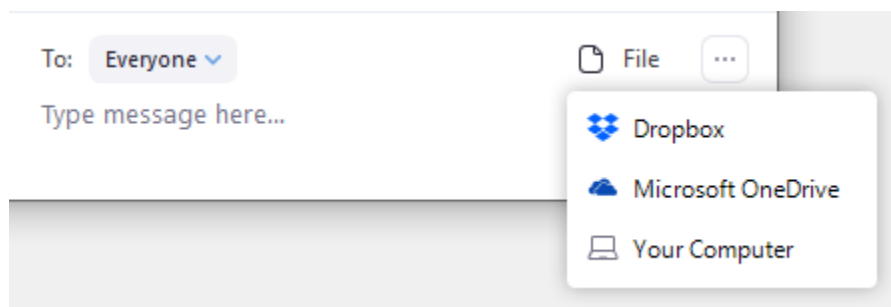 To: Everyone File ...
Type message here...
Dropbox
Microsoft OneDrive
Your Computer